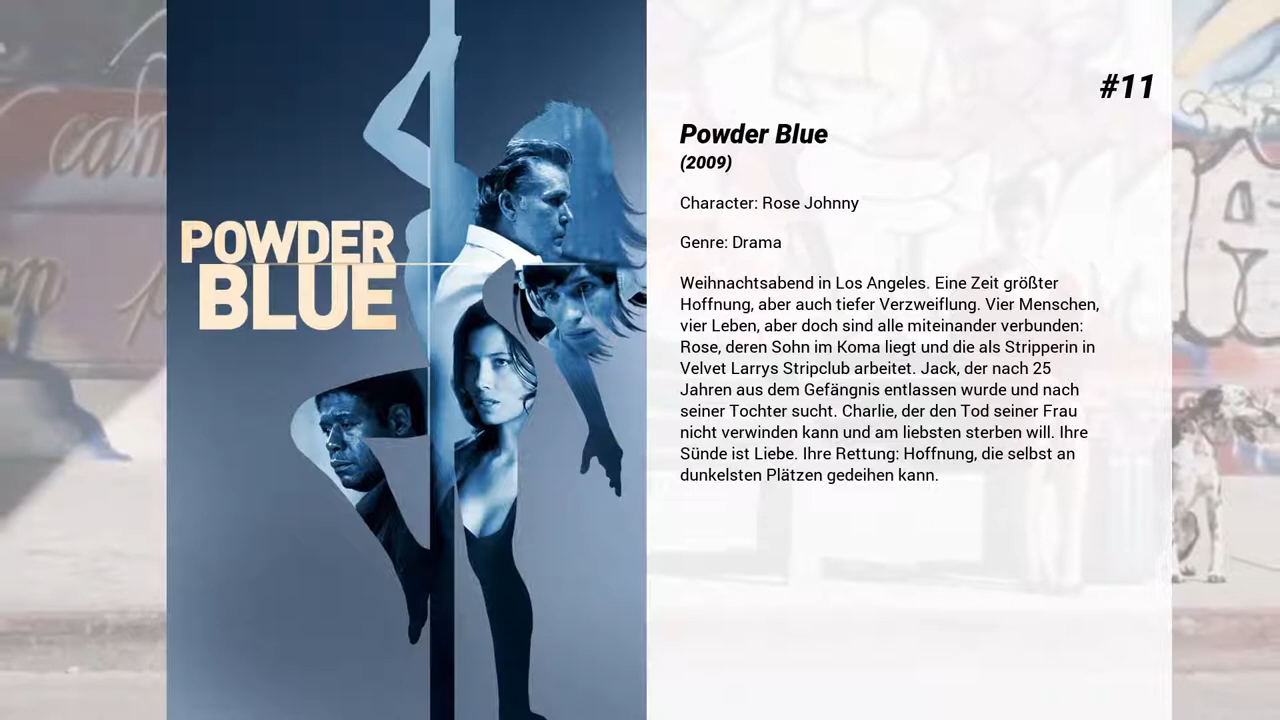 #11
POWDER
BLUE
Powder Blue
(2009)
Character: Rose Johnny
Genre: Drama
Weihnachtsabend in Los Angeles. Eine Zeit größter
Hoffnung, aber auch tiefer Verzweiflung. Vier Menschen,
vier Leben, aber doch sind alle miteinander verbunden:
Rose, deren Sohn im Koma liegt und die als Stripperin in
Velvet Larrys Stripclub arbeitet. Jack, der nach 25
Jahren aus dem Gefängnis entlassen wurde und nach
seiner Tochter sucht. Charlie, der den Tod seiner Frau
nicht verwinden kann und am liebsten sterben will. Ihre
Sünde ist Liebe. Ihre Rettung: Hoffnung, die selbst an
dunkelsten Plätzen gedeihen kann.